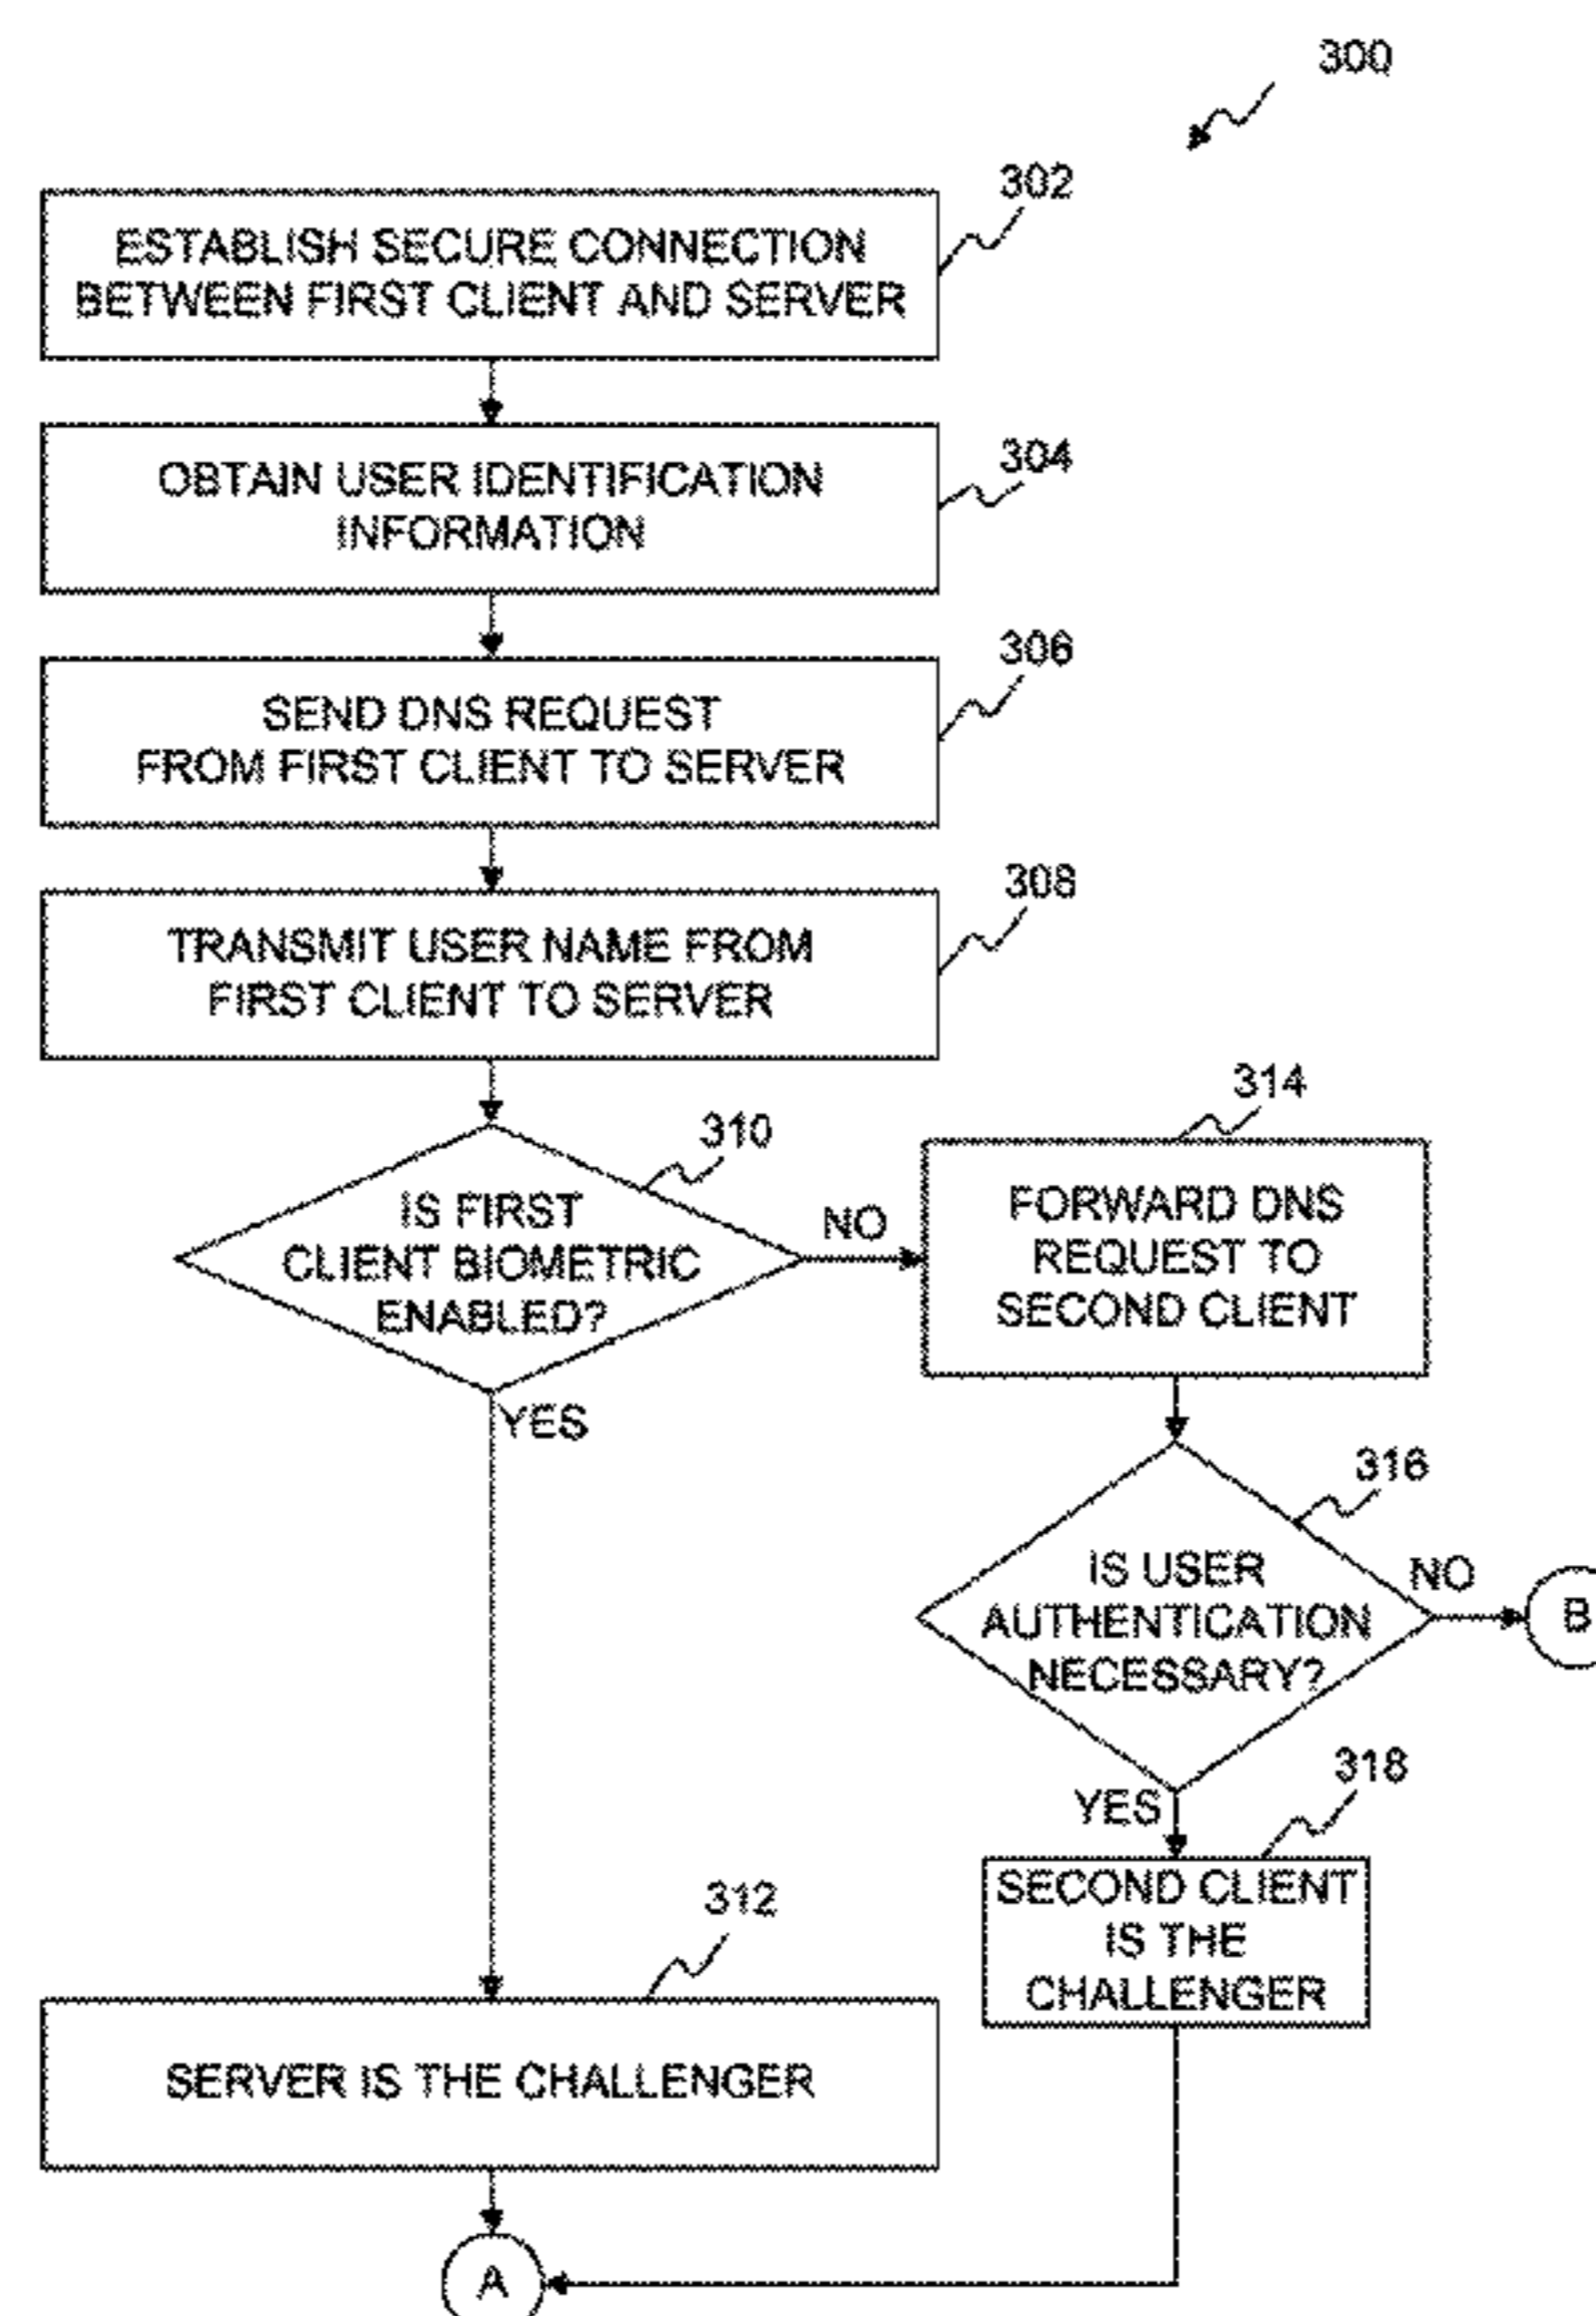 300
302
ESTABLISH SECURE CONNECTION
BETWEEN FIRST CLIENT AND SERVER
304
OBTAIN USER IDENTIFICATION
INFORMATION
306
SEND DNS REQUEST
FROM FIRST CLIENT TO SERVER
308
TRANSMIT USER NAME FROM
FIRST CLIENT TO SERVER
310
IS FIRST
CLIENT BIOMETRIC
ENABLED?
NO
YES
314
FORWARD DNS
REQUEST TO
SECOND CLIENT
316
IS USER
AUTHENTICATION
NECESSARY?
NO
B
YES
318
SECOND CLIENT
IS THE
CHALLENGER
312
SERVER IS THE CHALLENGER
A